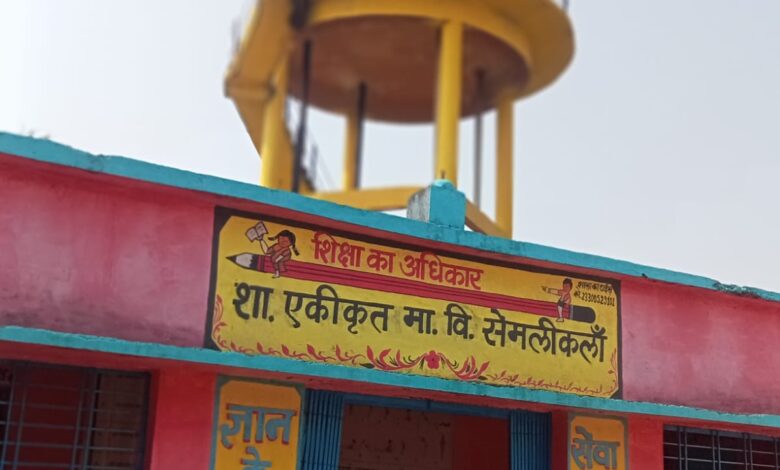 शिक्षा का अधिकार
शा. एकीकृत मा. वि. सेमलीकलाँ
ज्ञान
के
सेवा